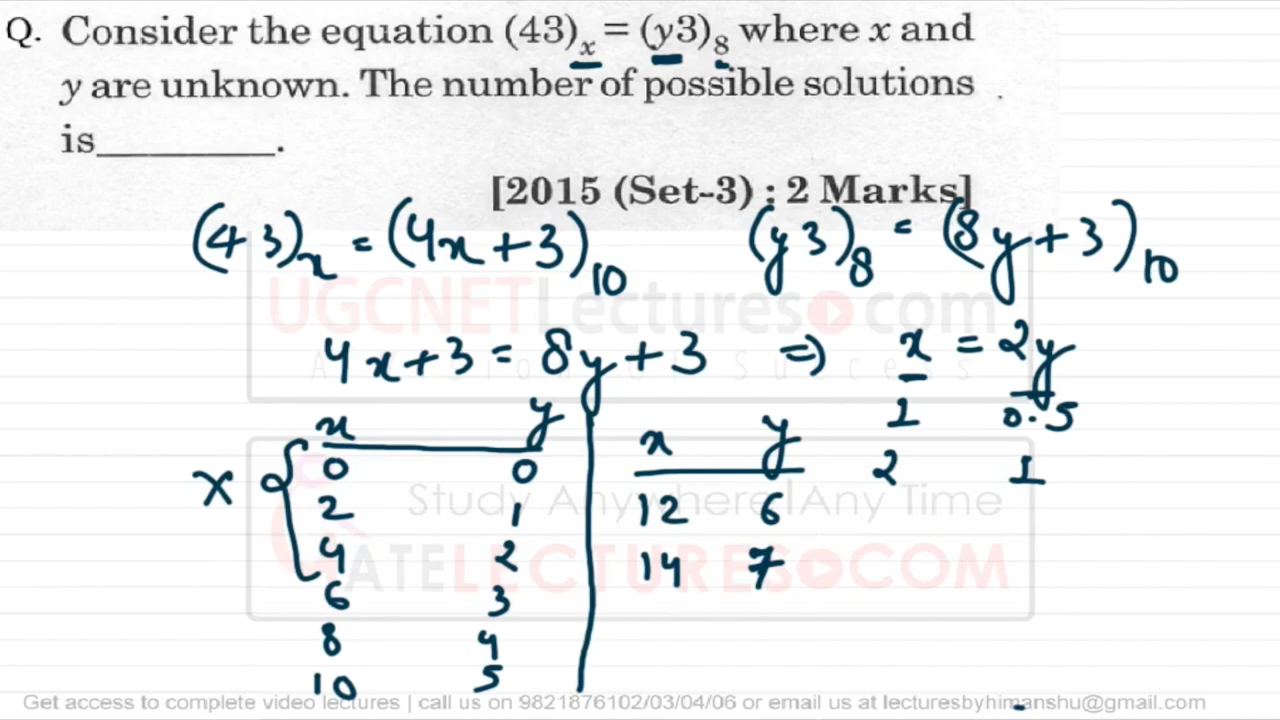 Q. Consider the equation (43)ₓ = (y3)₈ where x and
y are unknown. The number of possible solutions
is_________.
[2015 (Set-3) : 2 Marks]
(43)ₓ = (4x+3)₁₀ (y3)₈ = (8y+3)₁₀
UGCNETLectures.com
4x+3 = 8y+3 ⇒ x = 2y
A Vision of Success
1 0.5
x y x y 2 1
X { 0 0
Study Anywhere|Any Time
2 1 12 6
GATELECTURES.COM
4 2 14 7
6 3
8 4
10 5
Get access to complete video lectures | call us on 9821876102/03/04/06 or email us at lecturesbyhimanshu@gmail.com